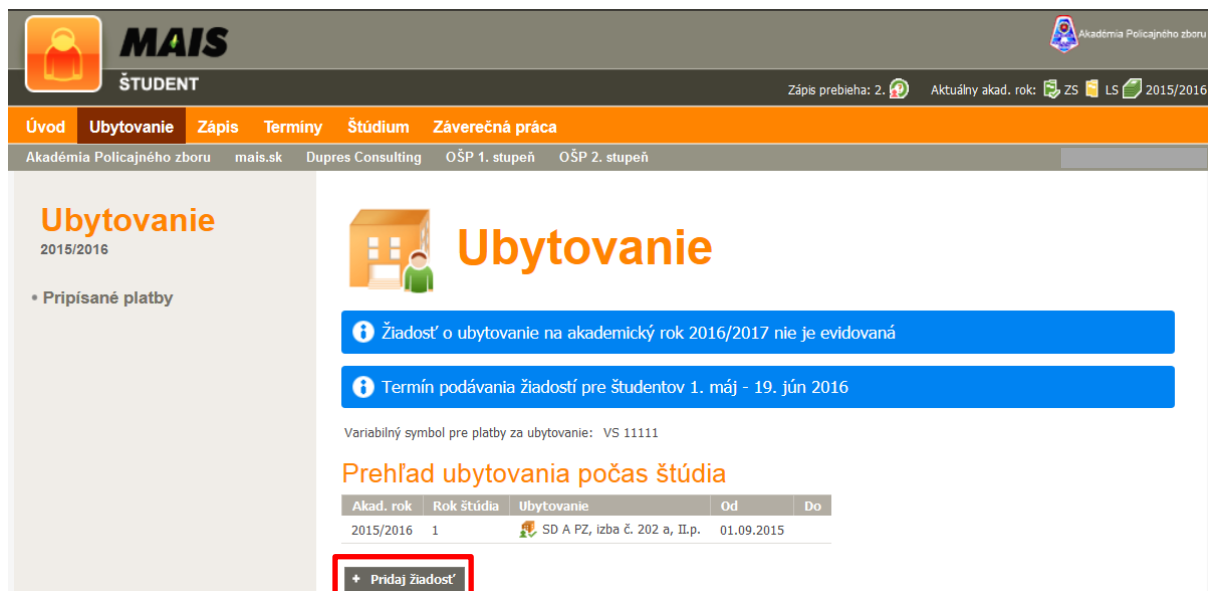 MAIS
ŠTUDENT
Akadémia Policajného zboru
Zápis prebieha: 2. Aktuálny akad. rok: ZS LS 2015/2016
Úvod Ubytovanie Zápis Termíny Štúdium Záverečná práca
Akadémia Policajného zboru mais.sk Dupres Consulting OŠP 1. stupeň OŠP 2. stupeň
Ubytovanie
2015/2016
• Pripísané platby
Ubytovanie
Žiadosť o ubytovanie na akademický rok 2016/2017 nie je evidovaná
Termín podávania žiadostí pre študentov 1. máj - 19. jún 2016
Variabilný symbol pre platby za ubytovanie: VS 11111
Prehľad ubytovania počas štúdia
Akad. rok Rok štúdia Ubytovanie Od Do
2015/2016 1 SD A PZ, izba č. 202 a, II.p. 01.09.2015
+ Pridaj žiadosť